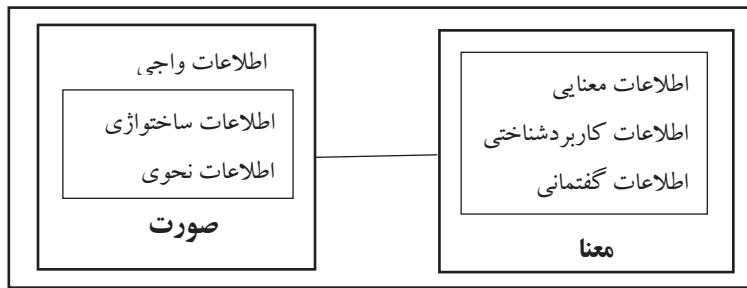 اطلاعات معنایی
اطلاعات کاربردشناختی
اطلاعات گفتمانی
معنا
اطلاعات واجی
اطلاعات ساختواژی
اطلاعات نحوی
صورت